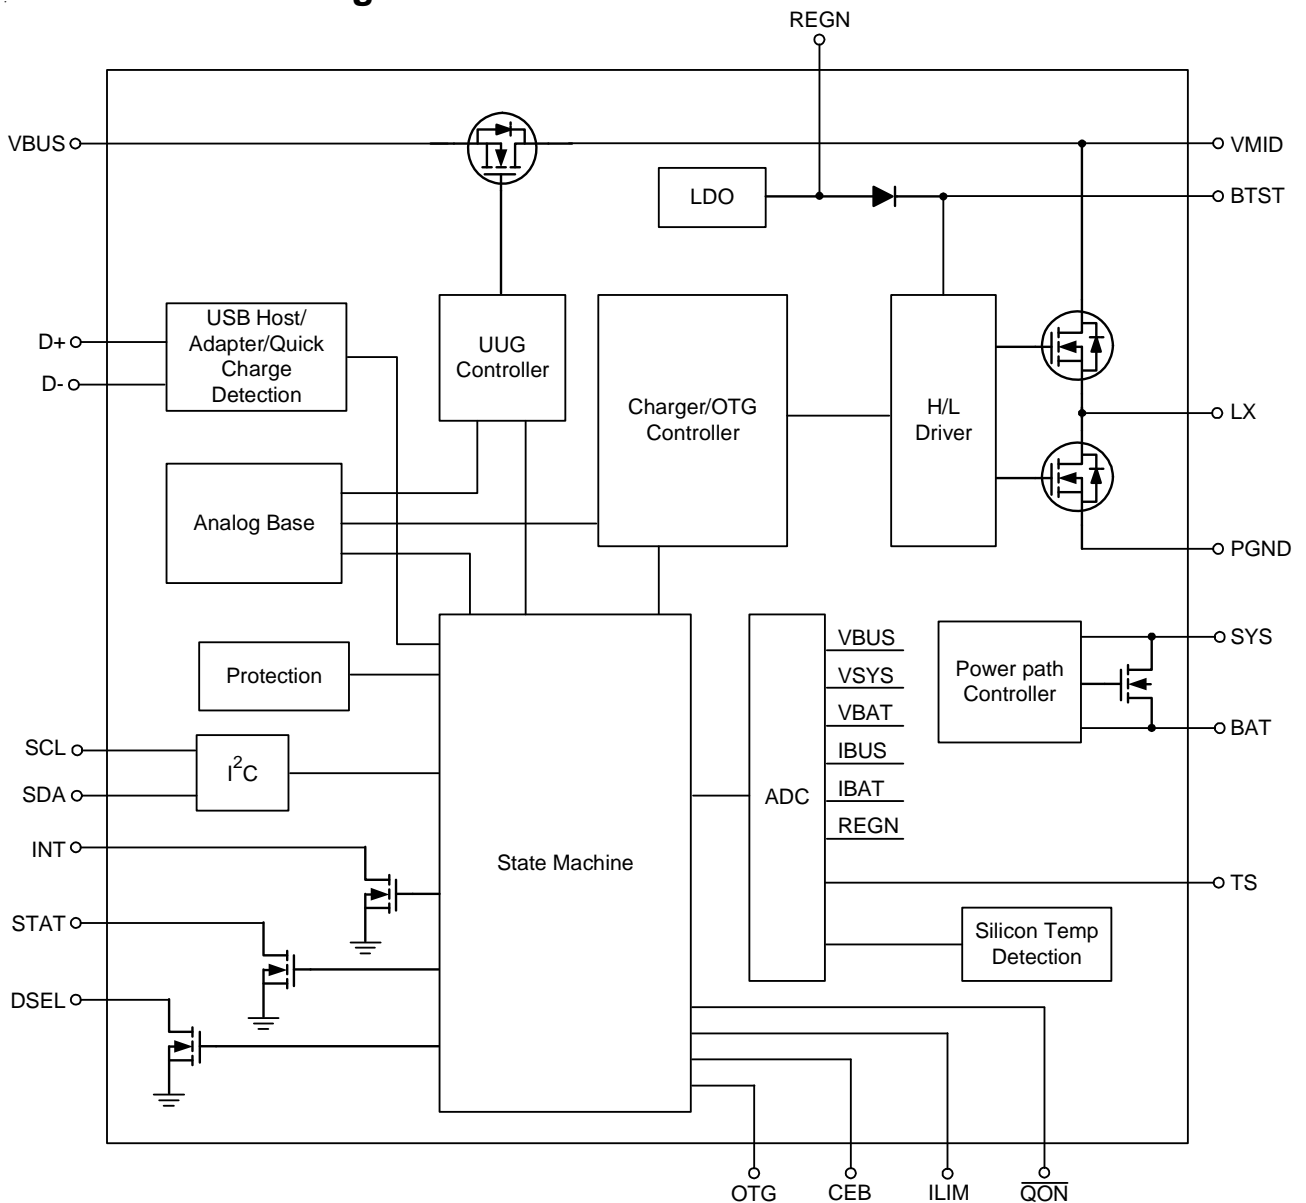 REGN
VBUS
VMID
LDO
BTST
USB Host/
Adapter/Quick
Charge
Detection
D+
D-
UUG
Controller
Charger/OTG
Controller
H/L
Driver
LX
Analog Base
PGND
VBUS
VSYS
VBAT
IBUS
IBAT
REGN
Power path
Controller
SYS
BAT
Protection
SCL
SDA
I²C
ADC
INT
State Machine
TS
STAT
Silicon Temp
Detection
DSEL
OTG
CEB
ILIM
Q̅O̅N̅